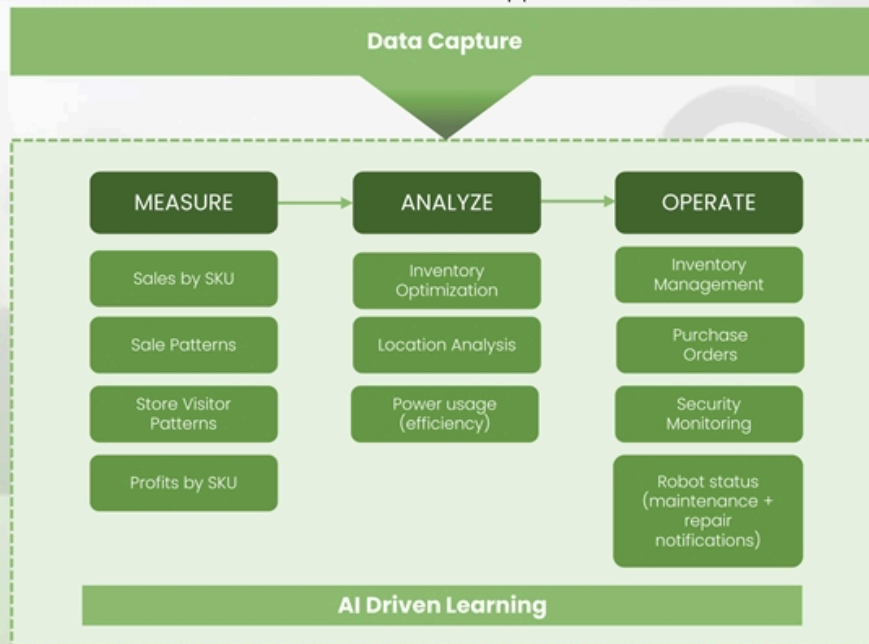 Data Capture
MEASURE
ANALYZE
OPERATE
Sales by SKU
Sale Patterns
Store Visitor
Patterns
Profits by SKU
Inventory
Optimization
Location Analysis
Power usage
(efficiency)
Inventory
Management
Purchase
Orders
Security
Monitoring
Robot status
(maintenance +
repair
notifications)
AI Driven Learning